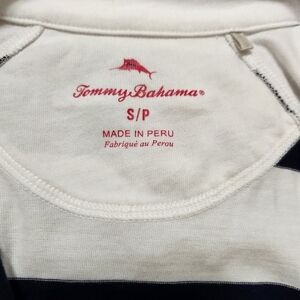 Tommy Bahama®
S/P
MADE IN PERU
Fabriqué au Perou